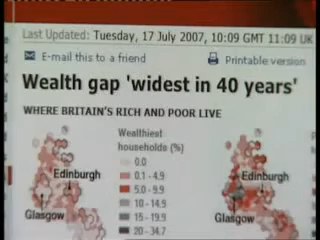 Last Updated: Tuesday, 17 July 2007, 10:09 GMT 11:09 UK
E-mail this to a friend
Printable version
Wealth gap 'widest in 40 years'
WHERE BRITAIN'S RICH AND POOR LIVE
Wealthiest
households (%)
0.0
0.1 - 4.9
5.0 - 9.9
10 - 14.9
15 - 19.9
20 - 34.7
Edinburgh
Glasgow
Edinburgh
Glasgow